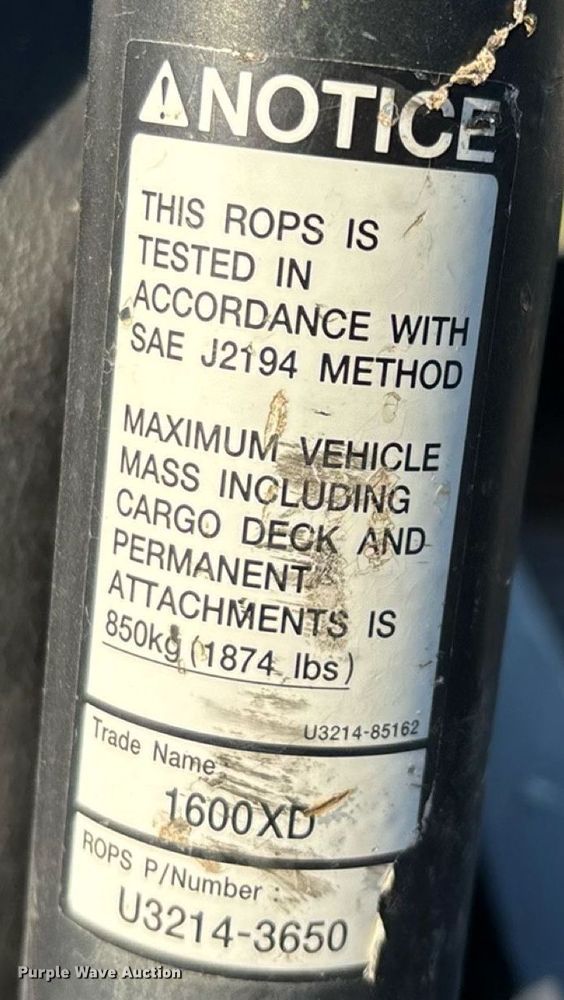 NOTICE
THIS ROPS IS
TESTED IN
ACCORDANCE WITH
SAE J2194 METHOD
MAXIMUM VEHICLE
MASS INCLUDING
CARGO DECK AND
PERMANENT
ATTACHMENTS IS
850kg (1874 lbs)
U3214-85162
Trade Name
1600XD
ROPS P/Number :
U3214-3650
Purple Wave Auction